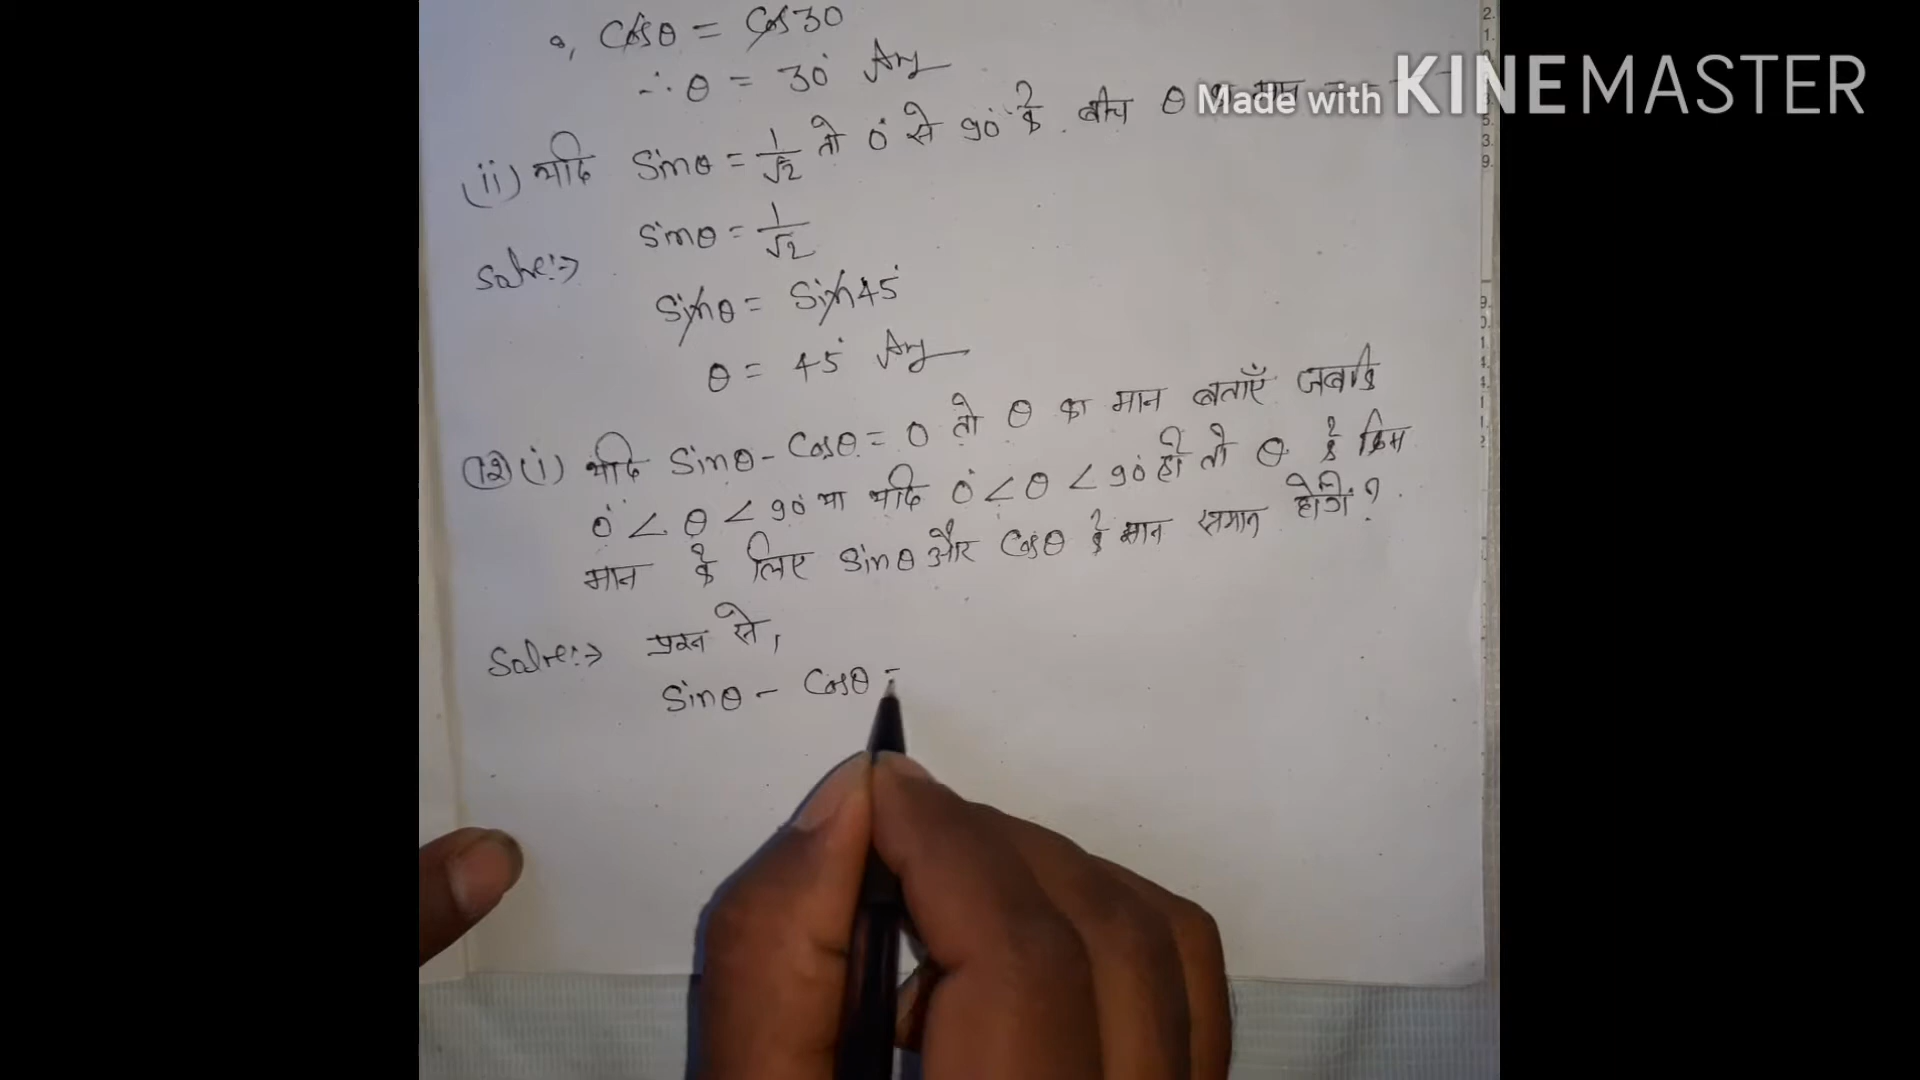 ∘, Cosθ = Cos30
∴ θ = 30° Ans
Made with KINEMASTER
(ii) यदि Sinθ = 1/√2 तो 0° से 90° के बीच θ का मान ----
Solve:→ Sinθ = 1/√2
Sinθ = Sin45°
θ = 45° Ans
(12) (i) यदि Sinθ - Cosθ = 0 तो θ का मान बताएँ जबकि
0° < θ < 90° या यदि 0° < θ < 90° हो तो θ के किस
मान के लिए Sinθ और Cosθ के मान समान होंगे?
Solve:→ प्रश्न से,
Sinθ - Cosθ =